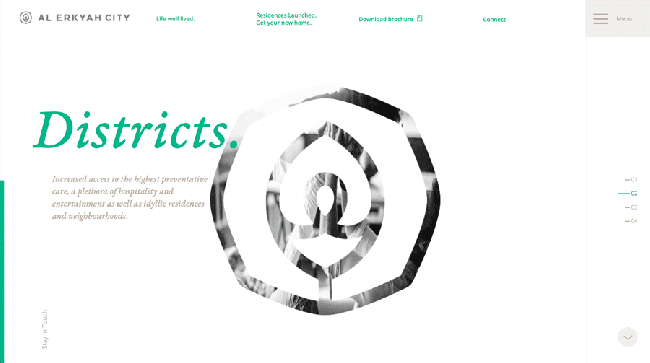 AL ERKYAH CITY
Life well lived.
Residences Launched.
Get your new home.
Download Brochure
Connect
Menu
Districts.
Increased access to the highest preventative
care, a plethora of hospitality and
entertainment as well as idyllic residences
and neighbourhoods.
01
02
03
04
Stay in Touch